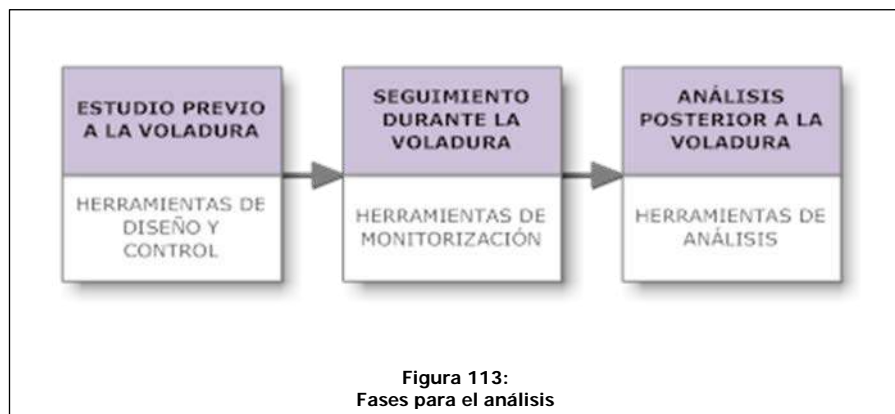 ESTUDIO PREVIO
A LA VOLADURA
HERRAMIENTAS DE
DISEÑO Y
CONTROL
SEGUIMIENTO
DURANTE LA
VOLADURA
HERRAMIENTAS DE
MONITORIZACIÓN
ANÁLISIS
POSTERIOR A LA
VOLADURA
HERRAMIENTAS DE
ANÁLISIS
Figura 113:
Fases para el análisis